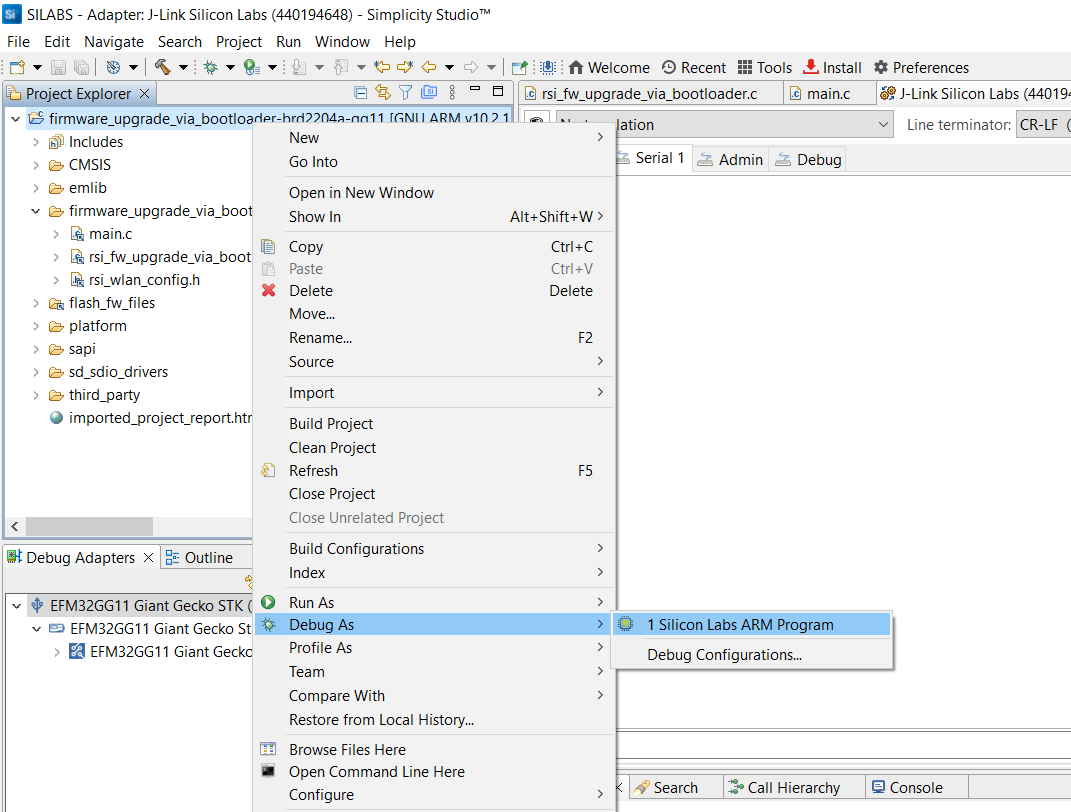 SILABS - Adapter: J-Link Silicon Labs (440194648) - Simplicity Studio™
File Edit Navigate Search Project Run Window Help
Welcome Recent Tools Install Preferences
Project Explorer
rsi_fw_upgrade_via_bootloader.c main.c J-Link Silicon Labs (440194
firmware_upgrade_via_bootloader-brd2204a-gg11 [GNU ARM v10.2.1
Line terminator: CR-LF (
Serial 1 Admin Debug
Includes
CMSIS
emlib
firmware_upgrade_via_boot
main.c
rsi_fw_upgrade_via_boot
rsi_wlan_config.h
flash_fw_files
platform
sapi
sd_sdio_drivers
third_party
imported_project_report.htm
New
Go Into
Open in New Window
Show In Alt+Shift+W
Copy Ctrl+C
Paste Ctrl+V
Delete Delete
Move...
Rename... F2
Source
Import
Build Project
Clean Project
Refresh F5
Close Project
Close Unrelated Project
Build Configurations
Index
Run As
Debug As
Profile As
Team
Compare With
Restore from Local History...
Browse Files Here
Open Command Line Here
Configure
1 Silicon Labs ARM Program
Debug Configurations...
Debug Adapters Outline
EFM32GG11 Giant Gecko STK (
EFM32GG11 Giant Gecko St
EFM32GG11 Giant Gecko
Search Call Hierarchy Console